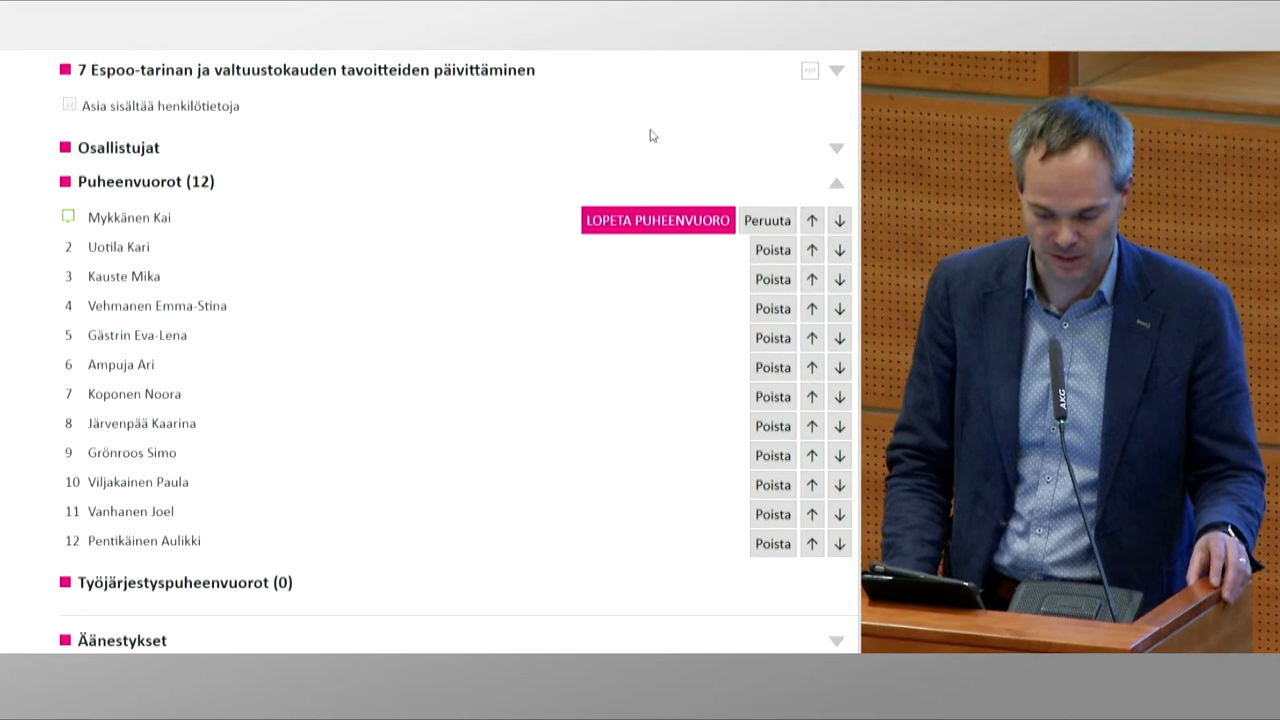 7 Espoo-tarinan ja valtuustokauden tavoitteiden päivittäminen
PDF
Asia sisältää henkilötietoja
Osallistujat
Puheenvuorot (12)
Mykkänen Kai LOPETA PUHEENVUORO Peruuta ↑ ↓
2 Uotila Kari Poista ↑ ↓
3 Kauste Mika Poista ↑ ↓
4 Vehmanen Emma-Stina Poista ↑ ↓
5 Gästrin Eva-Lena Poista ↑ ↓
6 Ampuja Ari Poista ↑ ↓
7 Koponen Noora Poista ↑ ↓
8 Järvenpää Kaarina Poista ↑ ↓
9 Grönroos Simo Poista ↑ ↓
10 Viljakainen Paula Poista ↑ ↓
11 Vanhanen Joel Poista ↑ ↓
12 Pentikäinen Aulikki Poista ↑ ↓
Työjärjestyspuheenvuorot (0)
Äänestykset
AKG